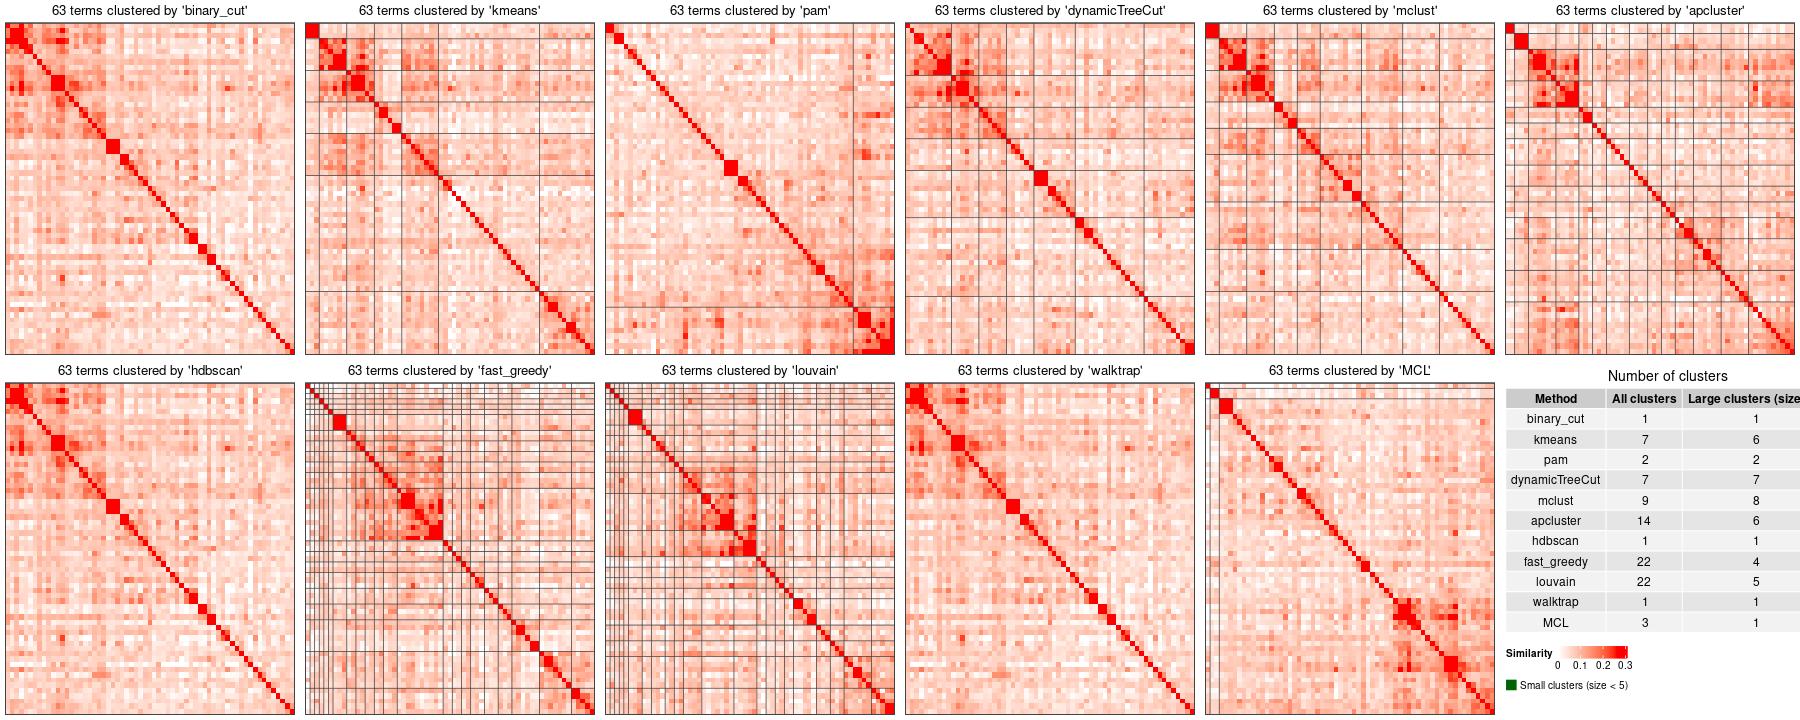 63 terms clustered by 'binary_cut'
63 terms clustered by 'kmeans'
63 terms clustered by 'pam'
63 terms clustered by 'dynamicTreeCut'
63 terms clustered by 'mclust'
63 terms clustered by 'apcluster'
63 terms clustered by 'hdbscan'
63 terms clustered by 'fast_greedy'
63 terms clustered by 'louvain'
63 terms clustered by 'walktrap'
63 terms clustered by 'MCL'
Number of clusters
Method All clusters Large clusters (size
binary_cut 1 1
kmeans 7 6
pam 2 2
dynamicTreeCut 7 7
mclust 9 8
apcluster 14 6
hdbscan 1 1
fast_greedy 22 4
louvain 22 5
walktrap 1 1
MCL 3 1
Similarity
0 0.1 0.2 0.3
Small clusters (size < 5)